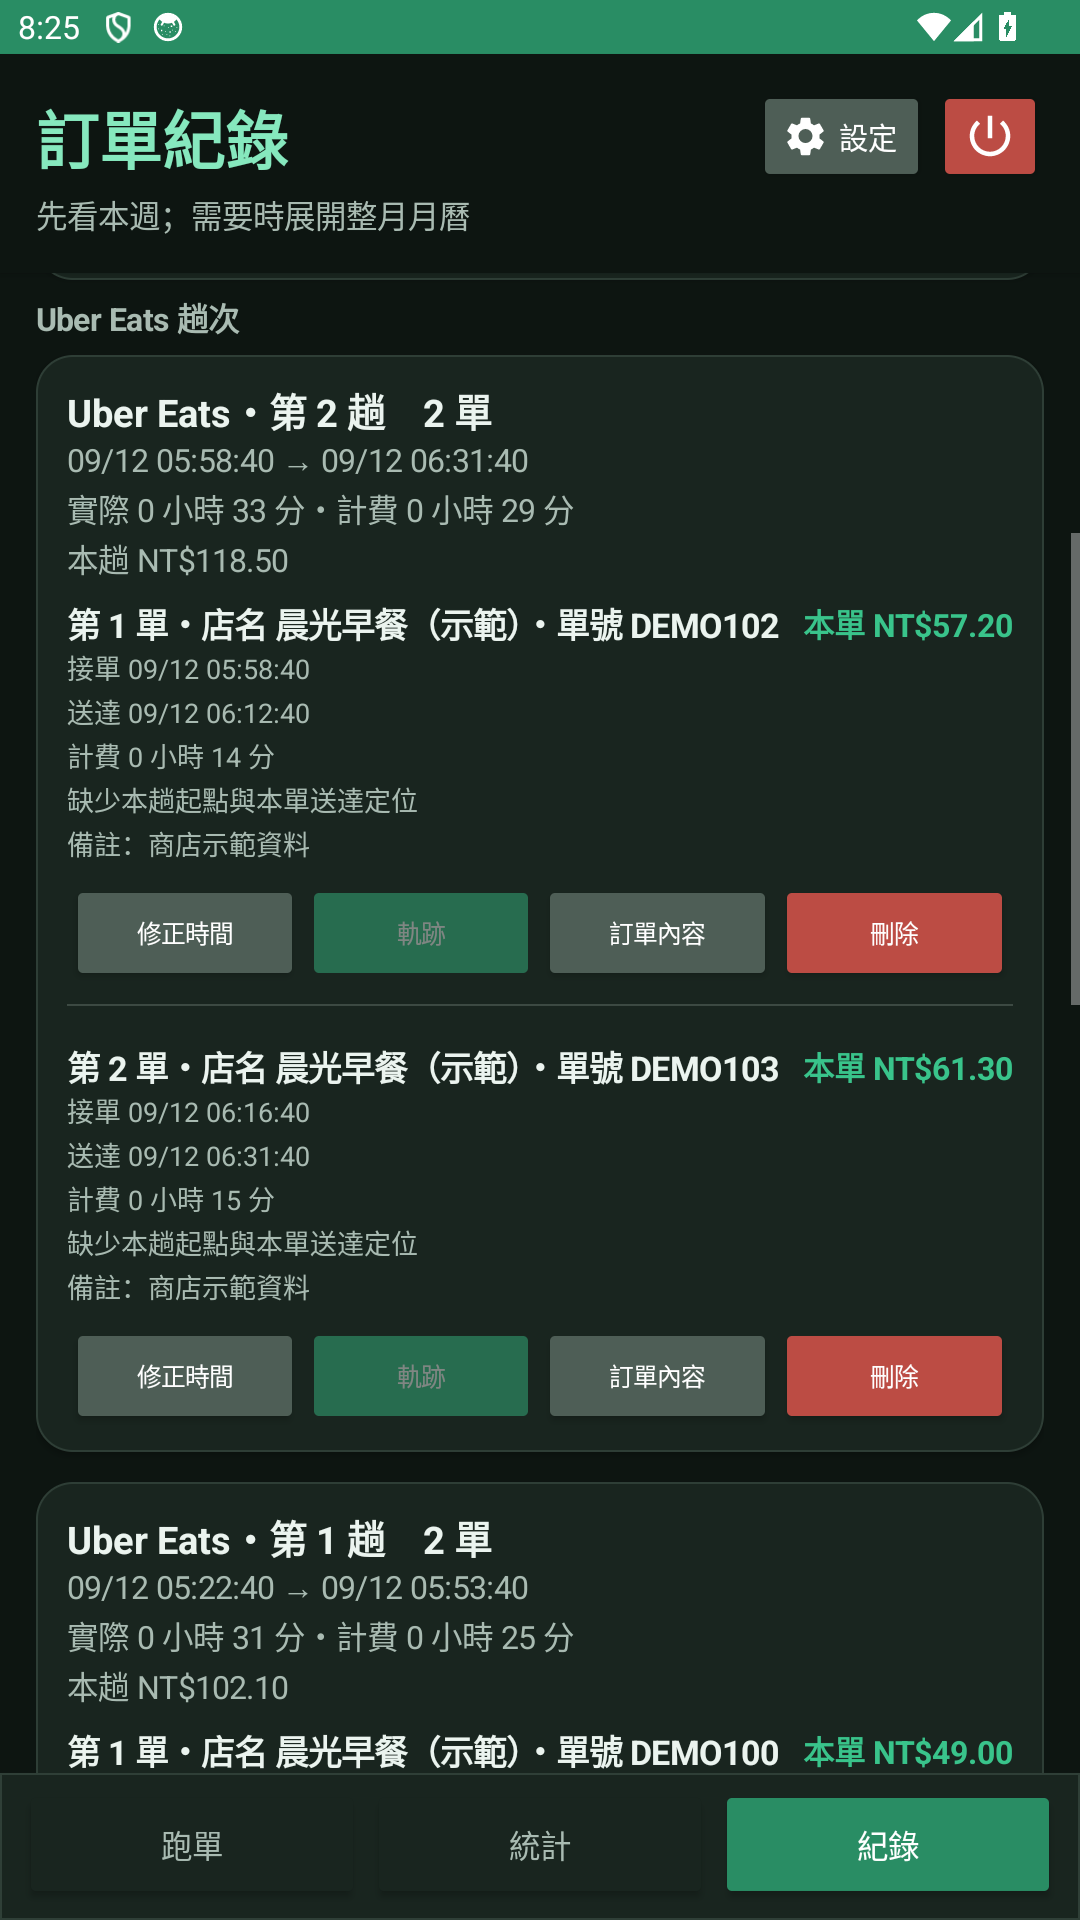 8:25
訂單紀錄
設定
先看本週；需要時展開整月月曆
Uber Eats 趟次
Uber Eats・第 2 趟　2 單
09/12 05:58:40 → 09/12 06:31:40
實際 0 小時 33 分・計費 0 小時 29 分
本趟 NT$118.50
第 1 單・店名 晨光早餐（示範）・單號 DEMO102 本單 NT$57.20
接單 09/12 05:58:40
送達 09/12 06:12:40
計費 0 小時 14 分
缺少本趟起點與本單送達定位
備註：商店示範資料
修正時間 軌跡 訂單內容 刪除
第 2 單・店名 晨光早餐（示範）・單號 DEMO103 本單 NT$61.30
接單 09/12 06:16:40
送達 09/12 06:31:40
計費 0 小時 15 分
缺少本趟起點與本單送達定位
備註：商店示範資料
修正時間 軌跡 訂單內容 刪除
Uber Eats・第 1 趟　2 單
09/12 05:22:40 → 09/12 05:53:40
實際 0 小時 31 分・計費 0 小時 25 分
本趟 NT$102.10
第 1 單・店名 晨光早餐（示範）・單號 DEMO100 本單 NT$49.00
跑單 統計 紀錄